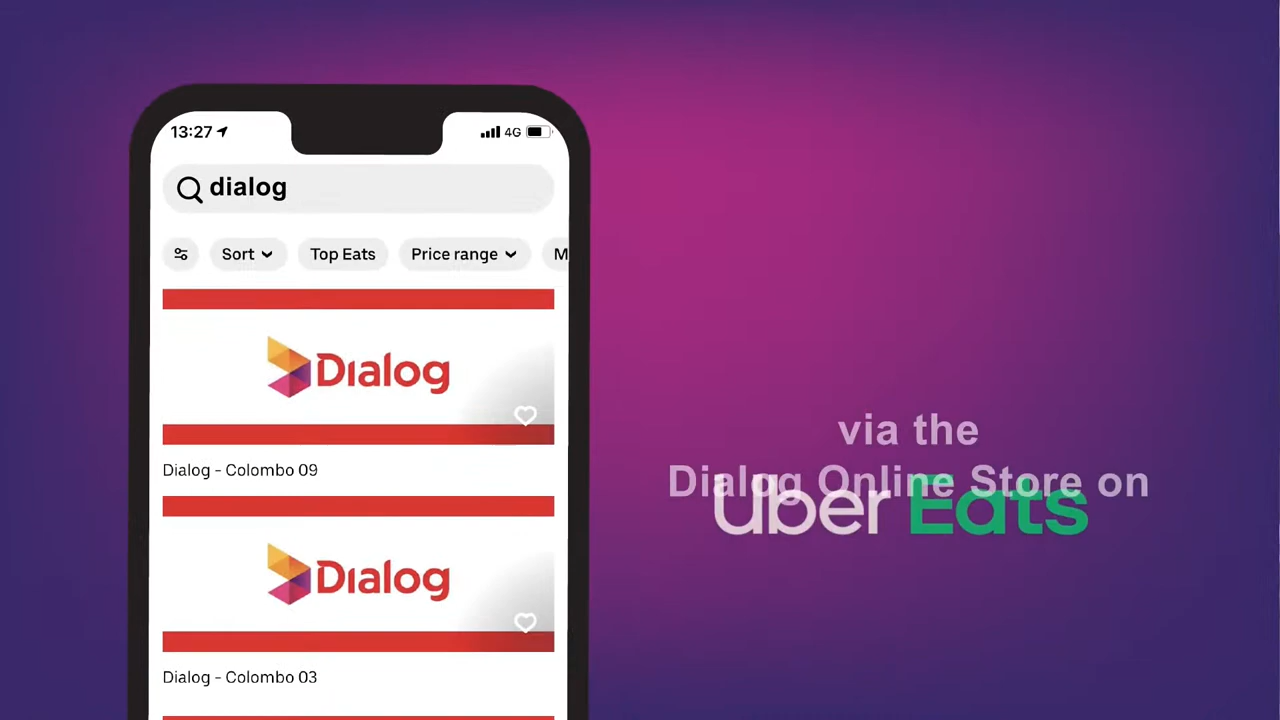 13:27
4G
dialog
Sort
Top Eats
Price range
M
Dialog
Dialog - Colombo 09
Dialog
Dialog - Colombo 03
via the
Dialog Online Store on
Uber Eats